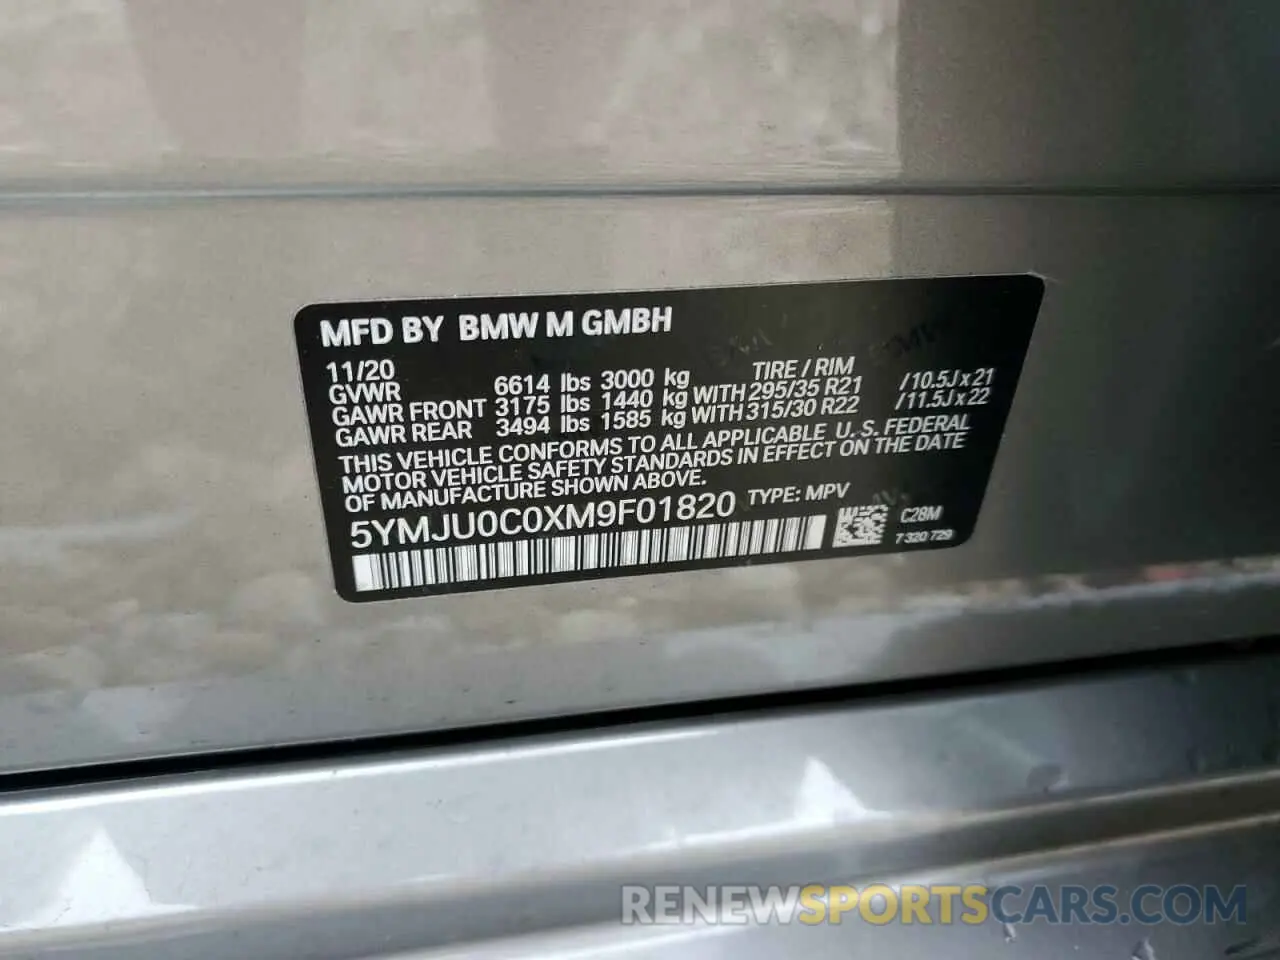 MFD BY BMW M GMBH
11/20 TIRE / RIM
GVWR 6614 lbs 3000 kg
GAWR FRONT 3175 lbs 1440 kg WITH 295/35 R21 / 10.5J x 21
GAWR REAR 3494 lbs 1585 kg WITH 315/30 R22 / 11.5J x 22
THIS VEHICLE CONFORMS TO ALL APPLICABLE U.S. FEDERAL
MOTOR VEHICLE SAFETY STANDARDS IN EFFECT ON THE DATE
OF MANUFACTURE SHOWN ABOVE.
5YMJU0C0XM9F01820 TYPE: MPV
C28M
7 320 729
RENEWSPORTSCARS.COM